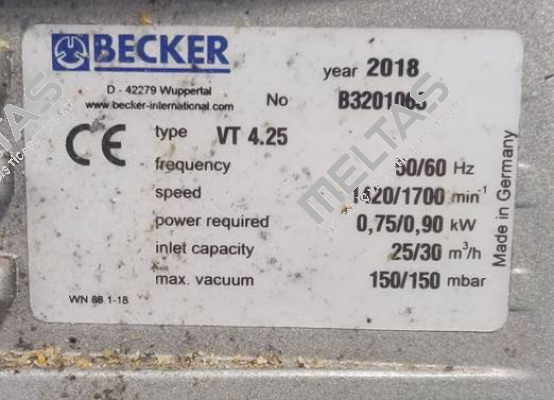 BECKER
year 2018
D - 42279 Wuppertal
www.becker-international.com
No B3201065
type VT 4.25
frequency 50/60 Hz
speed 1420/1700 min⁻¹
power required 0,75/0,90 kW
inlet capacity 25/30 m³/h
max. vacuum 150/150 mbar
WN 88 1-18
Made in Germany
CE
MELTAS